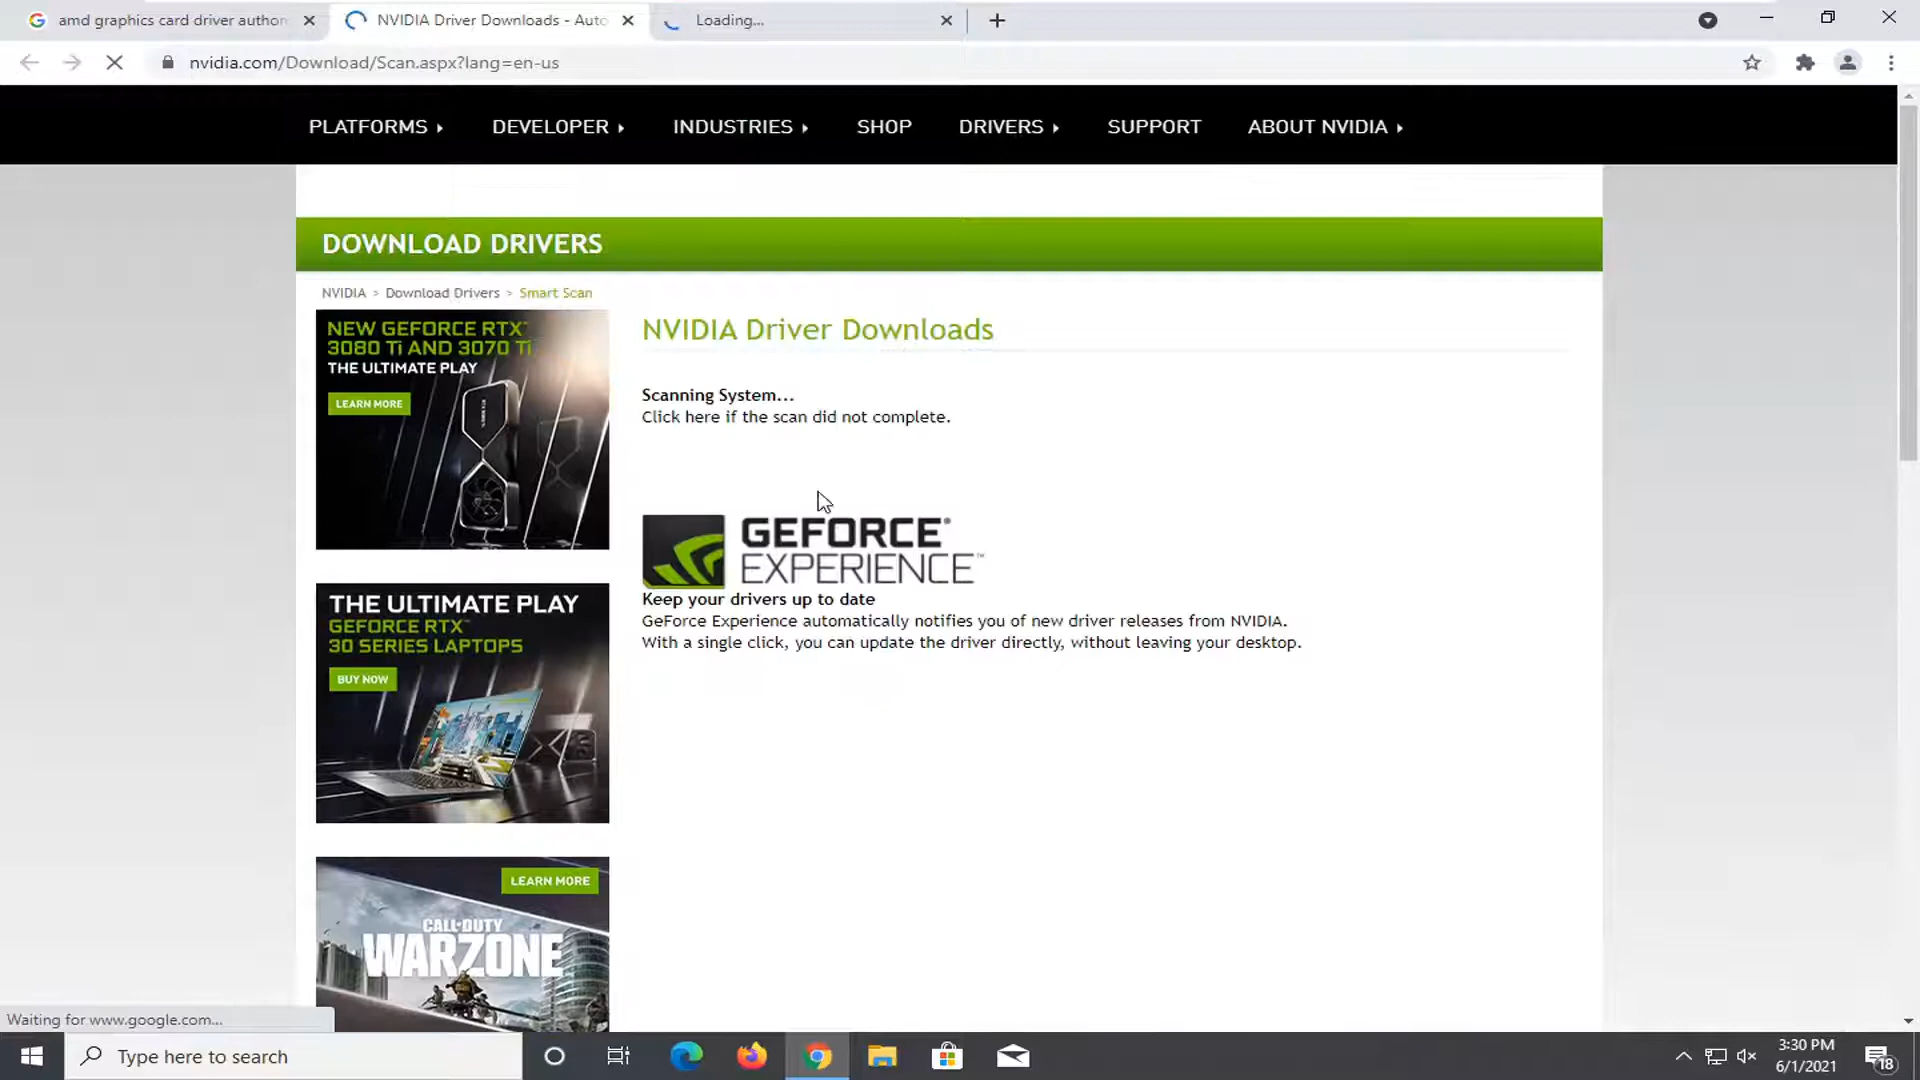 amd graphics card driver author
NVIDIA Driver Downloads - Auto
Loading...
nvidia.com/Download/Scan.aspx?lang=en-us
PLATFORMS
DEVELOPER
INDUSTRIES
SHOP
DRIVERS
SUPPORT
ABOUT NVIDIA
DOWNLOAD DRIVERS
NVIDIA > Download Drivers > Smart Scan
NEW GEFORCE RTX™
3080 Ti AND 3070 Ti
THE ULTIMATE PLAY
LEARN MORE
NVIDIA Driver Downloads
Scanning System...
Click here if the scan did not complete.
GEFORCE®
EXPERIENCE™
Keep your drivers up to date
GeForce Experience automatically notifies you of new driver releases from NVIDIA.
With a single click, you can update the driver directly, without leaving your desktop.
THE ULTIMATE PLAY
GEFORCE RTX™
30 SERIES LAPTOPS
BUY NOW
LEARN MORE
CALL·DUTY
WARZONE
Waiting for www.google.com...
Type here to search
3:30 PM
6/1/2021
18